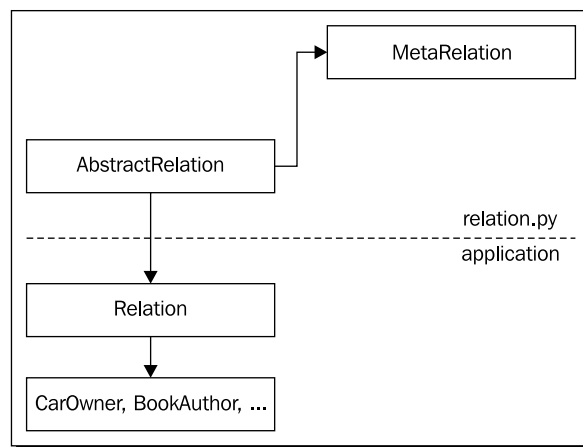 MetaRelation
AbstractRelation
relation.py
application
Relation
CarOwner, BookAuthor, ...